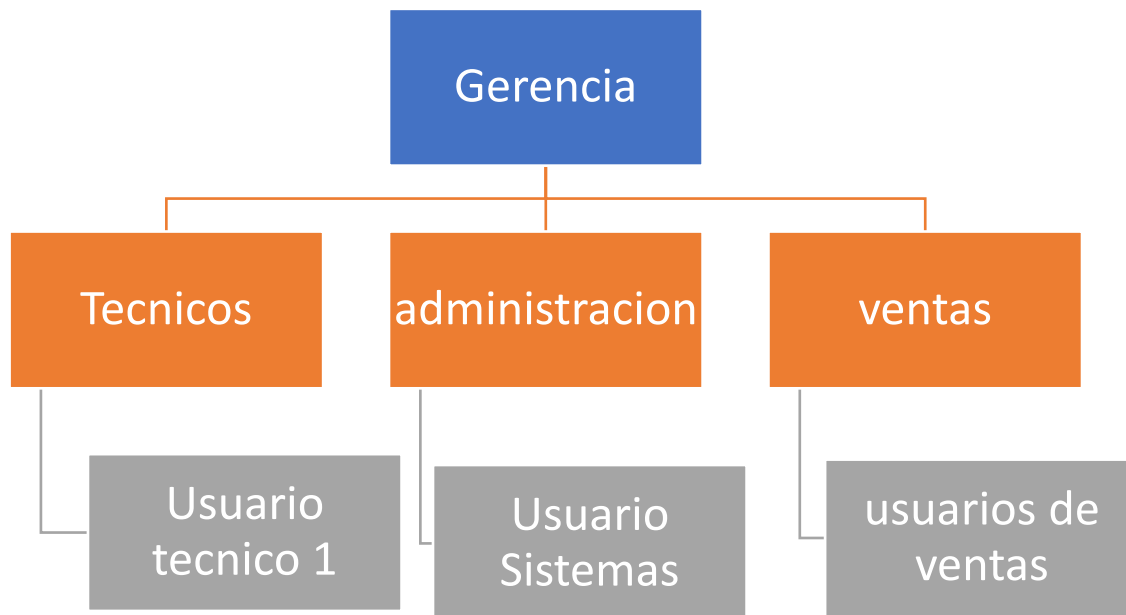 Gerencia
Tecnicos
administracion
ventas
Usuario
tecnico 1
Usuario
Sistemas
usuarios de
ventas